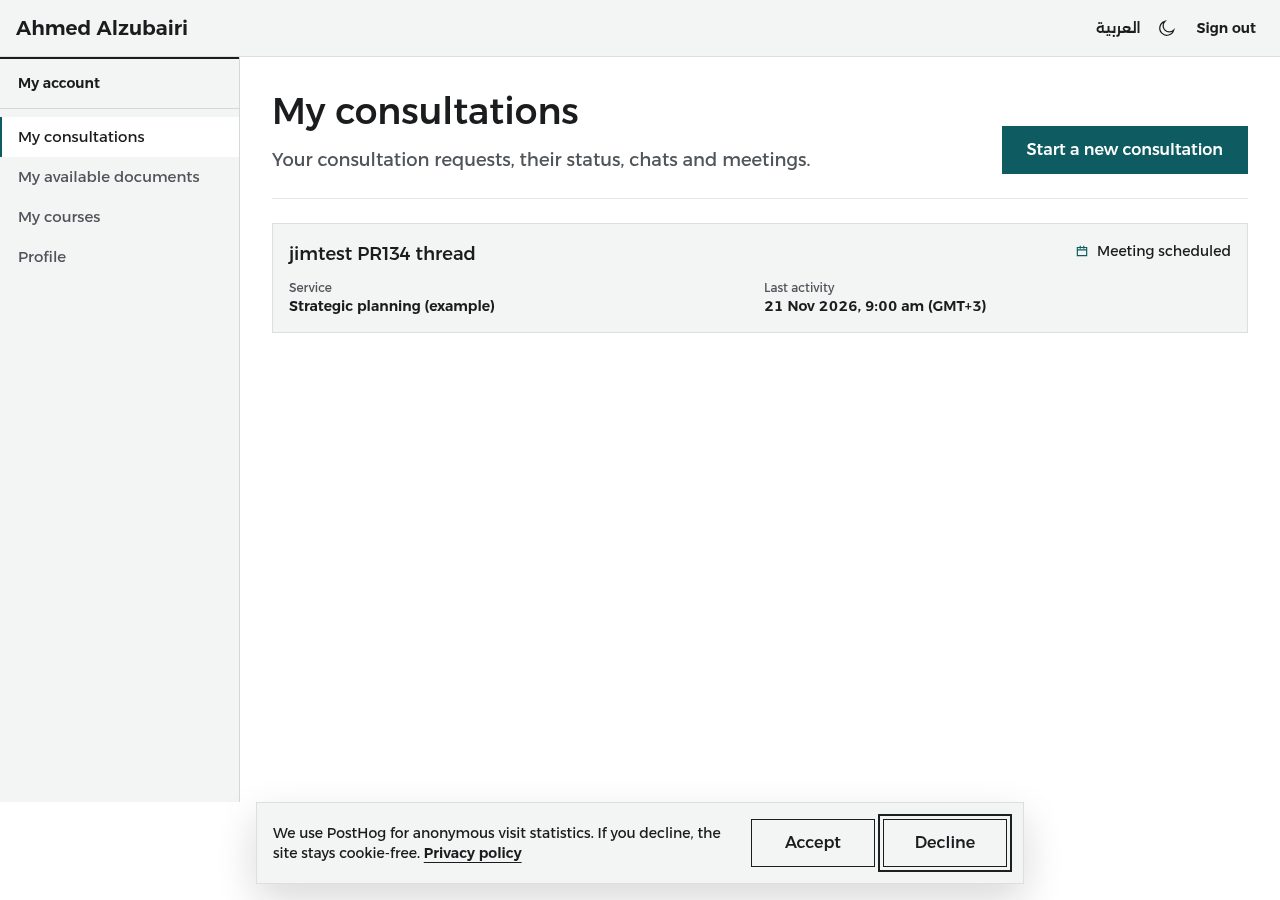 Ahmed Alzubairi
العربية
Sign out
My account
My consultations
My available documents
My courses
Profile
My consultations
Your consultation requests, their status, chats and meetings.
Start a new consultation
jimtest PR134 thread
Meeting scheduled
Service
Strategic planning (example)
Last activity
21 Nov 2026, 9:00 am (GMT+3)
We use PostHog for anonymous visit statistics. If you decline, the
site stays cookie-free. Privacy policy
Accept
Decline